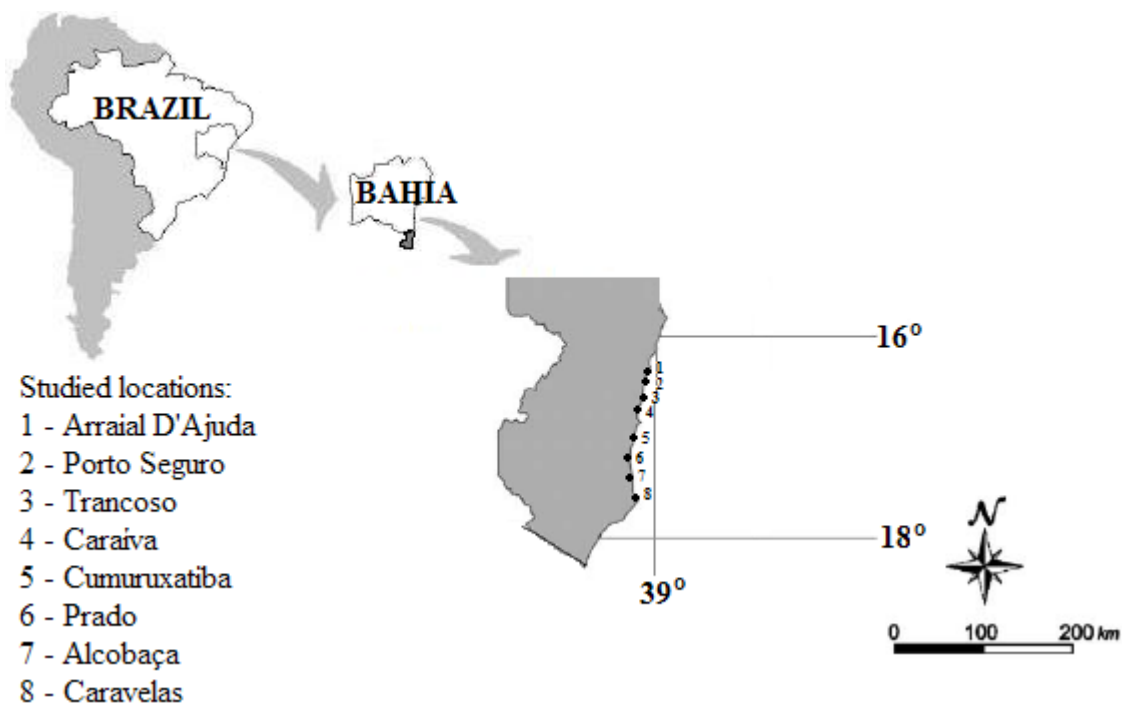 BRAZIL
BAHIA
16°
1
2
3
4
5
6
7
8
18°
39°
Studied locations:
1 - Arraial D'Ajuda
2 - Porto Seguro
3 - Trancoso
4 - Caraíva
5 - Cumuruxatiba
6 - Prado
7 - Alcobaça
8 - Caravelas
N
0 100 200 km